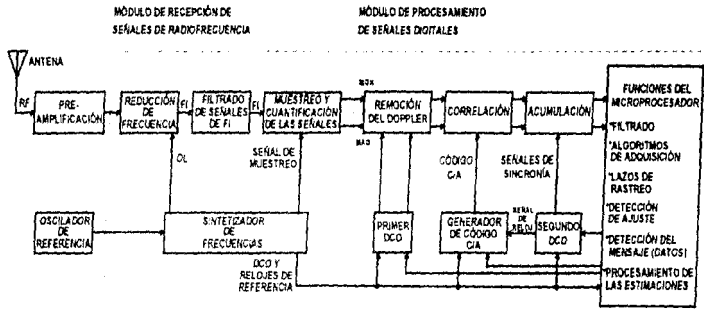 MÓDULO DE RECEPCIÓN
DE SEÑALES DE RADIOFRECUENCIA
MÓDULO DE PROCESAMIENTO
DE SEÑALES DIGITALES
ANTENA
RF
PRE-
AMPLIFICACIÓN
REDUCCIÓN
DE
FRECUENCIA
FI
FILTRADO
DE SEÑALES
DE FI
FI
MUESTREO Y
CUANTIFICACIÓN
DE LAS SEÑALES
REMOCIÓN
DEL DOPPLER
CORRELACIÓN
ACUMULACIÓN
FUNCIONES DEL
MICROPROCESADOR
*FILTRADO
*ALGORITMOS
DE ADQUISICIÓN
*LAZOS DE
RASTREO
*DETECCIÓN
DE AJUSTE
*DETECCIÓN DEL
MENSAJE (DATOS)
*PROCESAMIENTO DE
LAS ESTIMACIONES
OL
SEÑAL DE
MUESTREO
CÓDIGO
C/A
SEÑALES DE
SINCRONÍA
OSCILADOR
DE
REFERENCIA
SINTETIZADOR
DE
FRECUENCIAS
PRIMER
DCO
GENERADOR
DE CÓDIGO
C/A
SEÑAL
DE
RELOJ
SEGUNDO
DCO
DCO Y
RELOJES DE
REFERENCIA